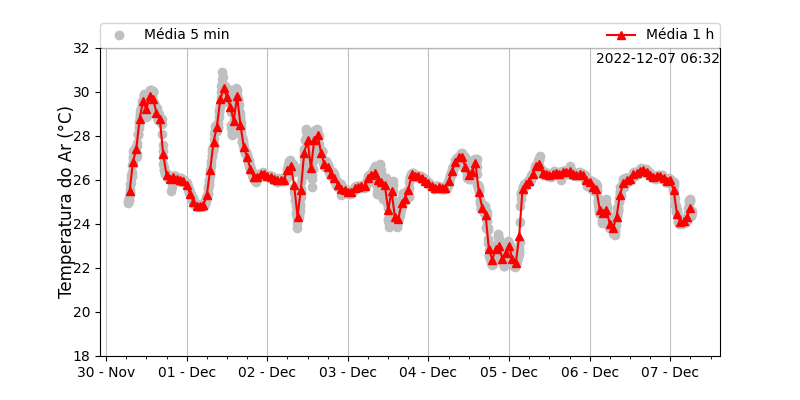 Média 5 min
Média 1 h
2022-12-07 06:32
Temperatura do Ar (°C)
32
30
28
26
24
22
20
18
30 - Nov
01 - Dec
02 - Dec
03 - Dec
04 - Dec
05 - Dec
06 - Dec
07 - Dec